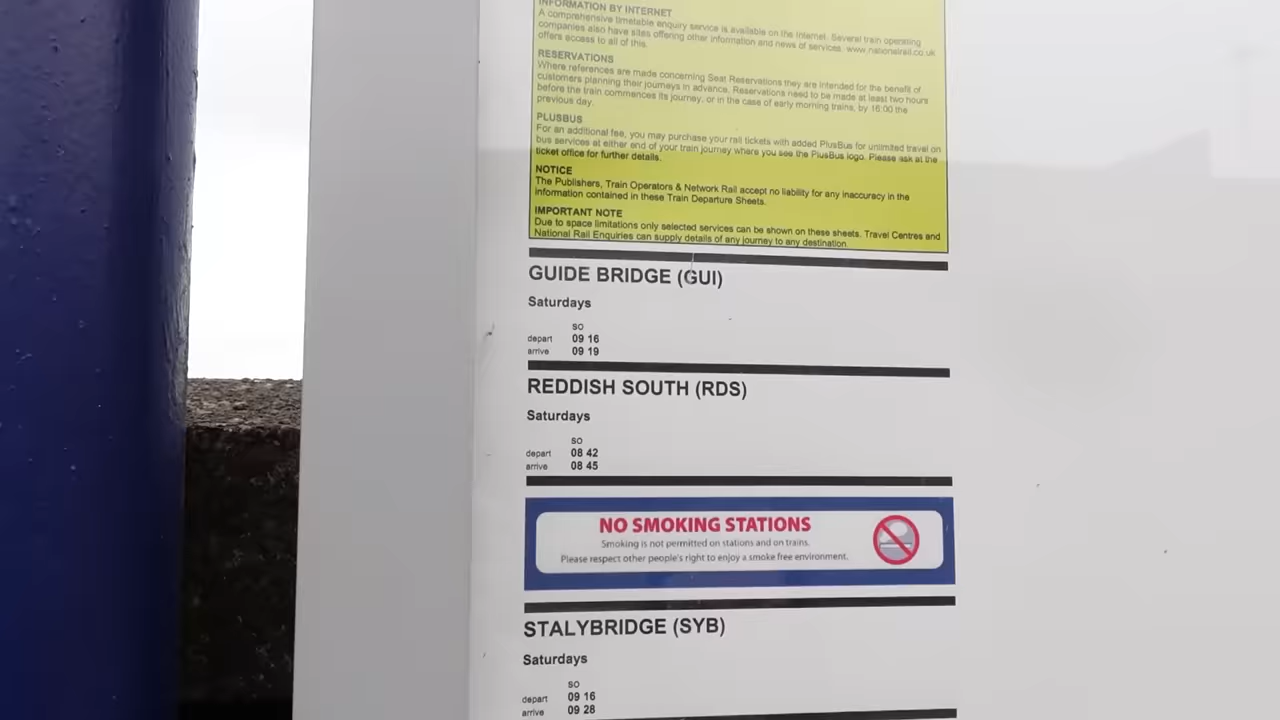 INFORMATION BY INTERNET
A comprehensive timetable enquiry service is available on the Internet. Several train operating
companies also have sites offering other information and news of services. www.nationalrail.co.uk
offers access to all of this.
RESERVATIONS
Where references are made concerning Seat Reservations they are intended for the benefit of
customers planning their journeys in advance. Reservations need to be made at least two hours
before the train commences its journey, or in the case of early morning trains, by 16:00 the
previous day.
PLUSBUS
For an additional fee, you may purchase your rail tickets with added PlusBus for unlimited travel on
bus services at either end of your train journey where you see the PlusBus logo. Please ask at the
ticket office for further details.
NOTICE
The Publishers, Train Operators & Network Rail accept no liability for any inaccuracy in the
information contained in these Train Departure Sheets.
IMPORTANT NOTE
Due to space limitations only selected services can be shown on these sheets. Travel Centres and
National Rail Enquiries can supply details of any journey to any destination.
GUIDE BRIDGE (GUI)
Saturdays
SO
depart 09 16
arrive 09 19
REDDISH SOUTH (RDS)
Saturdays
SO
depart 08 42
arrive 08 45
NO SMOKING STATIONS
Smoking is not permitted on stations and on trains.
Please respect other people's right to enjoy a smoke free environment.
STALYBRIDGE (SYB)
Saturdays
SO
depart 09 16
arrive 09 28